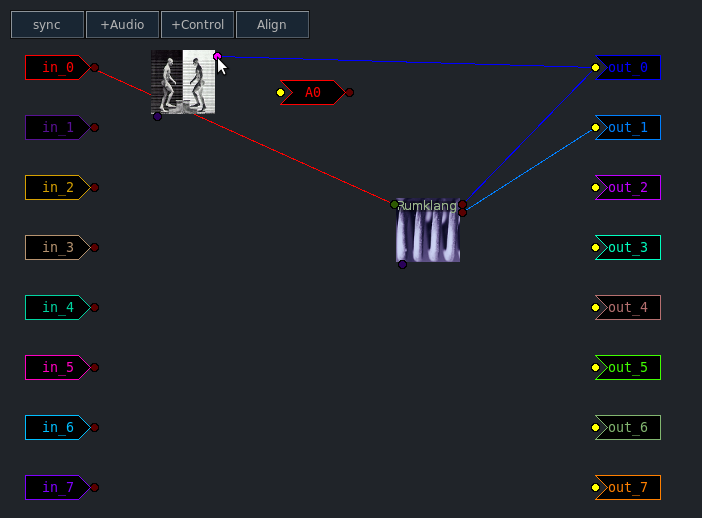 sync +Audio +Control Align
in_0 out_0
A0
in_1 out_1
in_2 Rumklang out_2
in_3 out_3
in_4 out_4
in_5 out_5
in_6 out_6
in_7 out_7